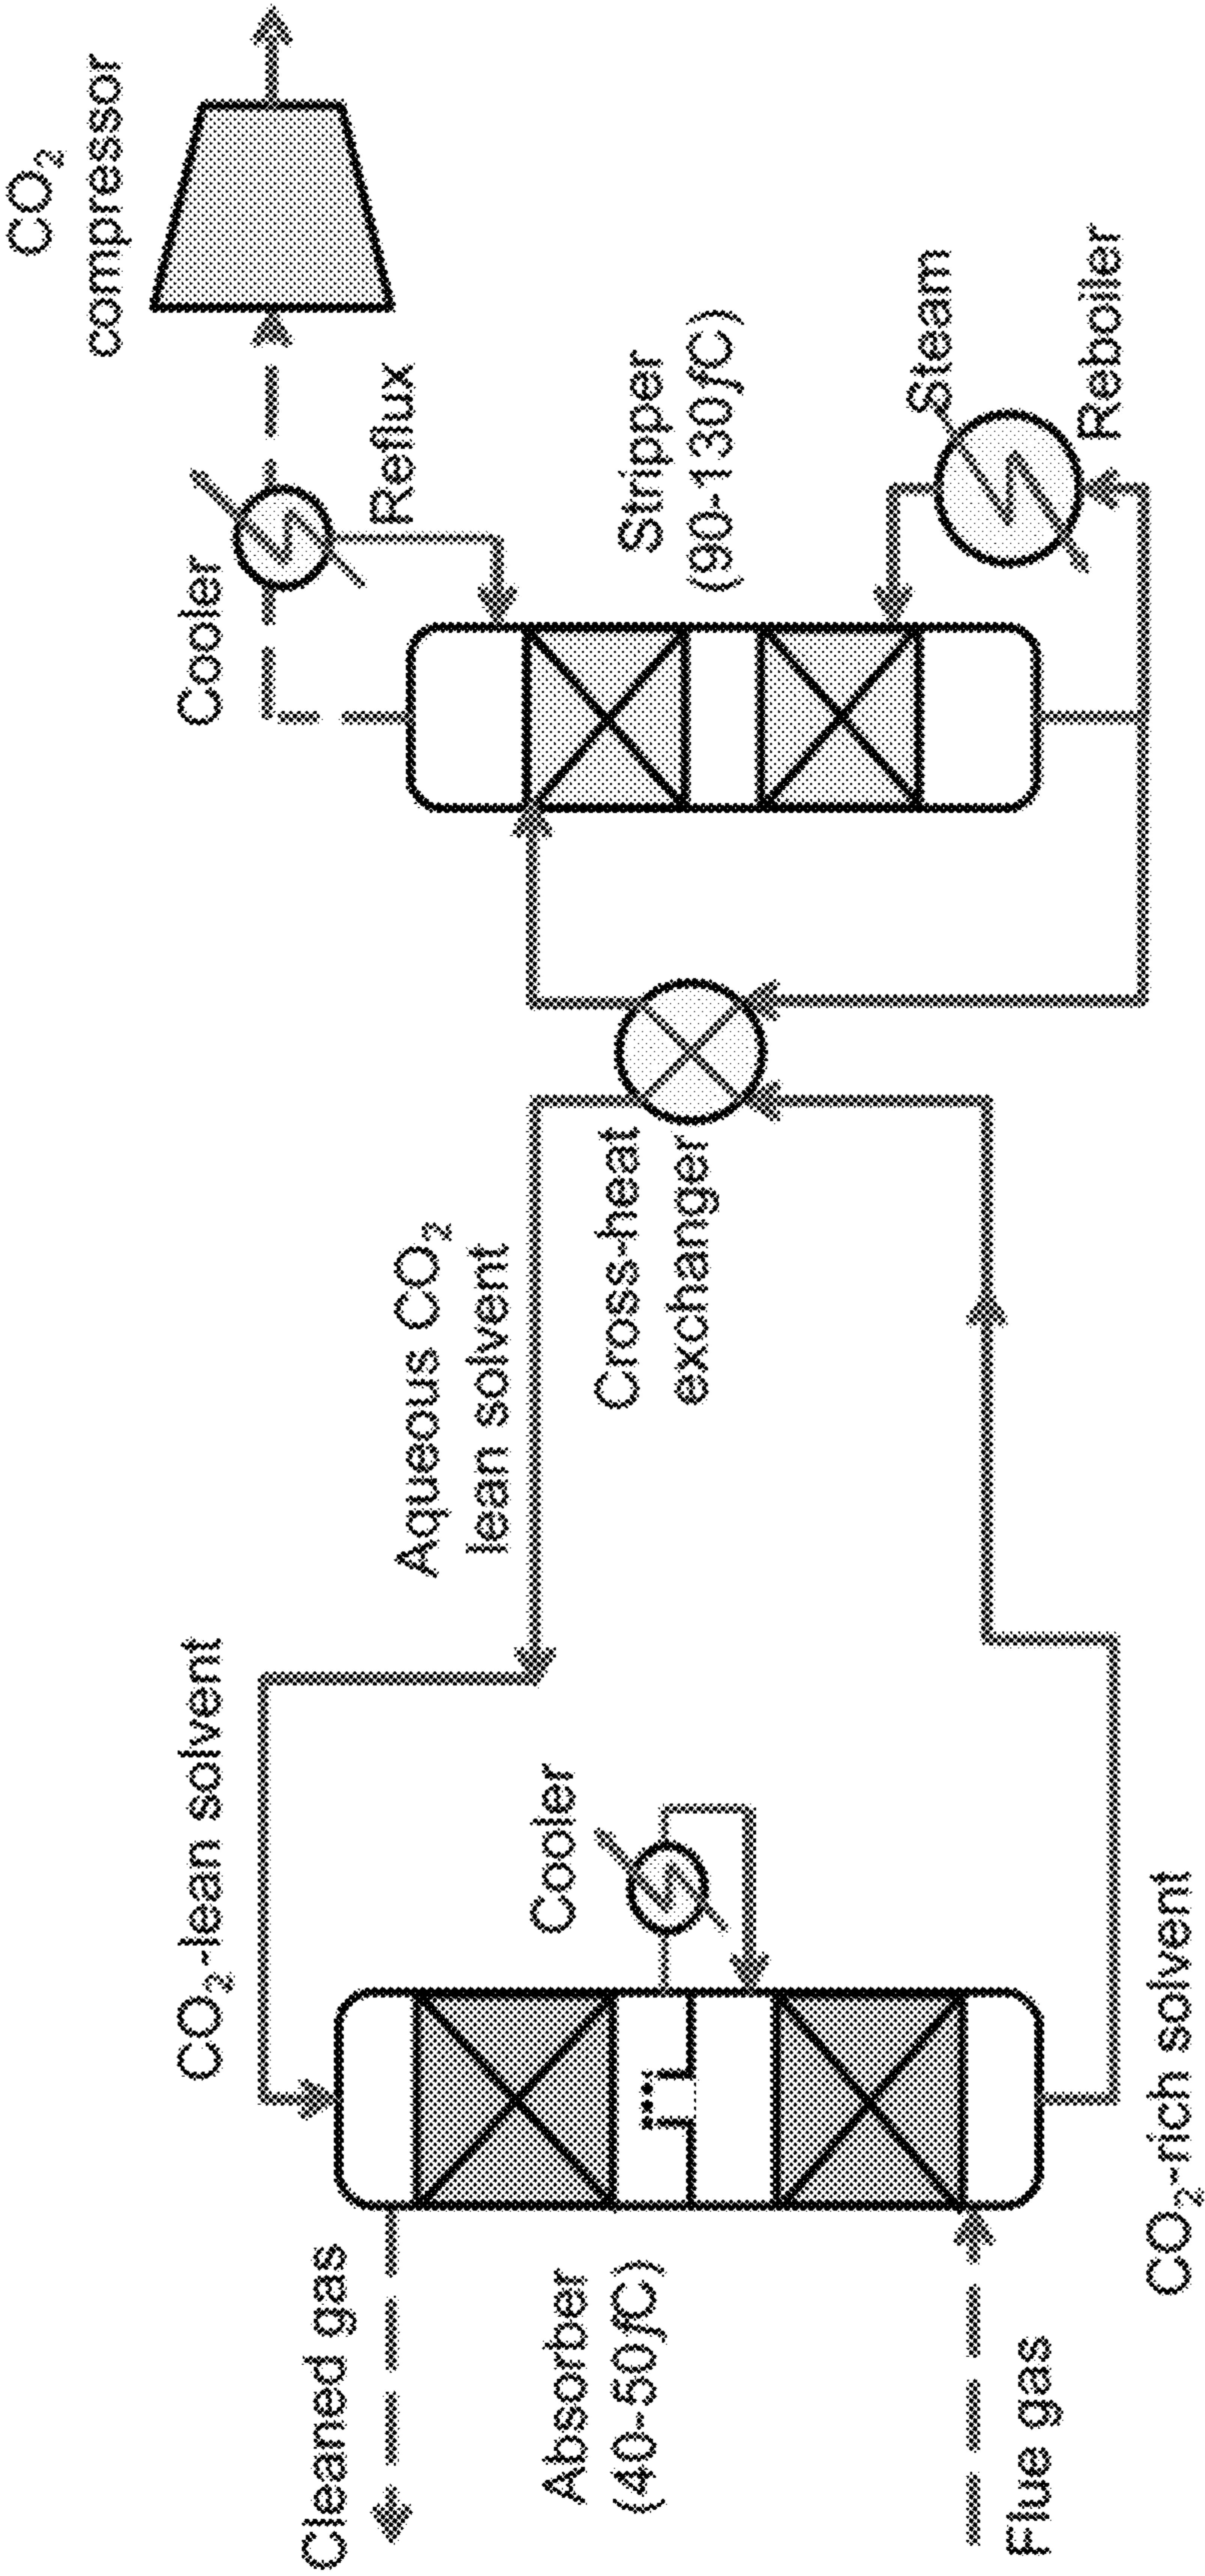 Cleaned gas
Absorber
(40-50ƒC)
Flue gas
CO₂-lean solvent
Cooler
CO₂-rich solvent
Aqueous CO₂
lean solvent
Cross-heat
exchanger
Cooler
Reflux
CO₂
compressor
Stripper
(90-130ƒC)
Steam
Reboiler